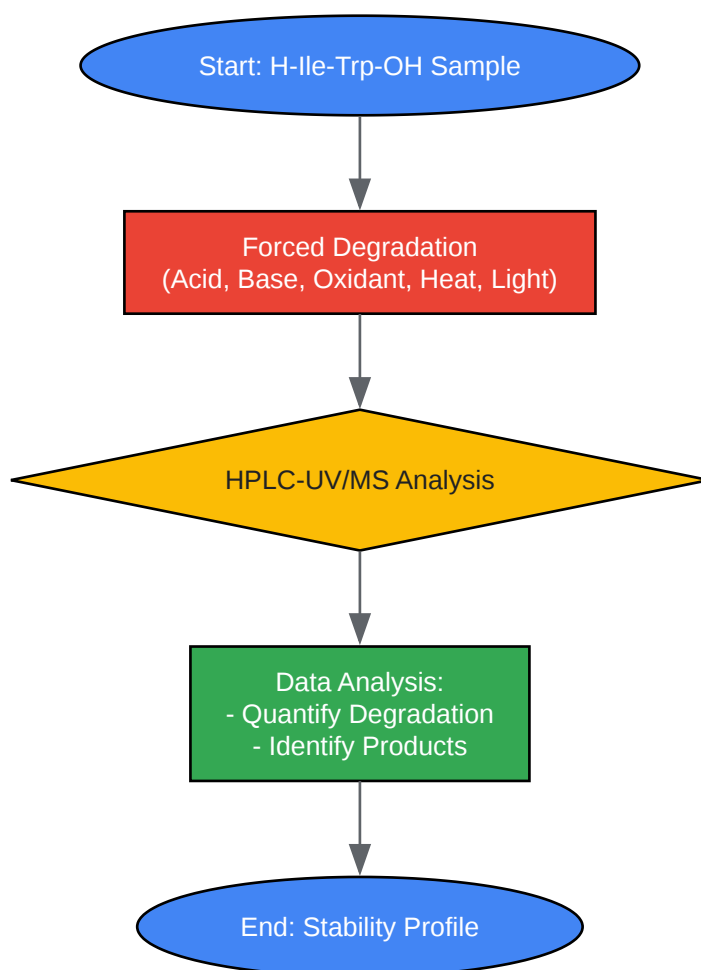 Start: H-Ile-Trp-OH Sample
Forced Degradation
(Acid, Base, Oxidant, Heat, Light)
HPLC-UV/MS Analysis
Data Analysis:
- Quantify Degradation
- Identify Products
End: Stability Profile